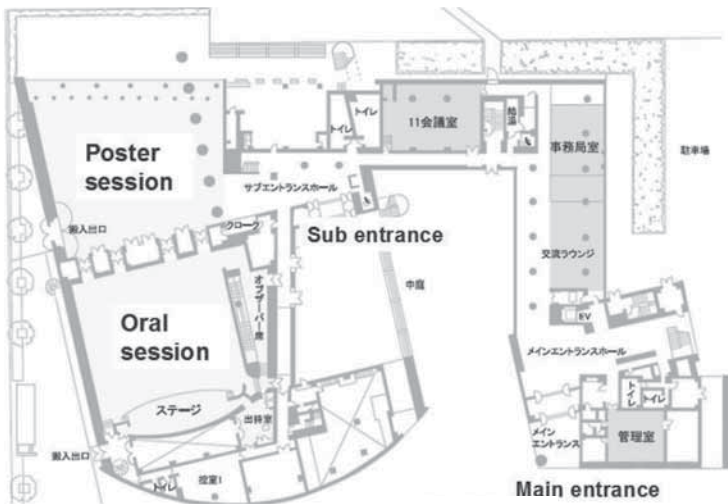 トイレ
トイレ
11会議室
給湯
事務局室
駐車場
Poster
session
サブエントランスホール
搬入出口
クローク
Sub entrance
交流ラウンジ
中庭
オブザーバー席
Oral
session
EV
メインエントランスホール
ステージ
トイレ
トイレ
搬入出口
メイン
エントランス
管理室
トイレ
控室1
Main entrance